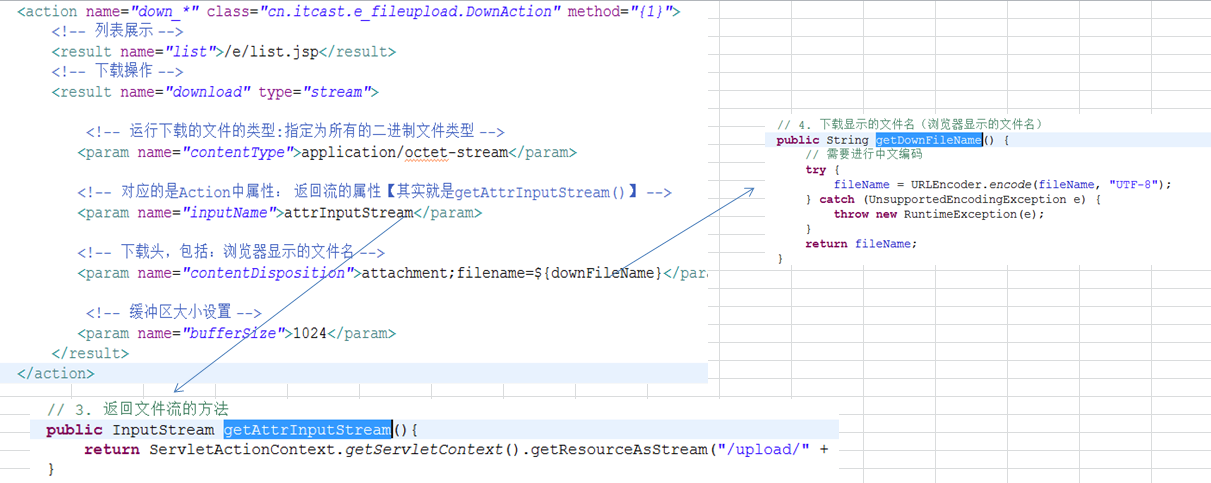 <action name="down_*" class="cn.itcast.e_fileupload.DownAction" method="{1}">
<!-- 列表展示 -->
<result name="list">/e/list.jsp</result>
<!-- 下载操作 -->
<result name="download" type="stream">
<!-- 运行下载的文件的类型:指定为所有的二进制文件类型 -->
<param name="contentType">application/octet-stream</param>
<!-- 对应的是Action中属性： 返回流的属性【其实就是getAttrInputStream()】 -->
<param name="inputName">attrInputStream</param>
<!-- 下载头，包括：浏览器显示的文件名 -->
<param name="contentDisposition">attachment;filename=${downFileName}</para
<!-- 缓冲区大小设置 -->
<param name="bufferSize">1024</param>
</result>
</action>
// 4. 下载显示的文件名（浏览器显示的文件名）
public String getDownFileName() {
// 需要进行中文编码
try {
fileName = URLEncoder.encode(fileName, "UTF-8");
} catch (UnsupportedEncodingException e) {
throw new RuntimeException(e);
}
return fileName;
}
// 3. 返回文件流的方法
public InputStream getAttrInputStream(){
return ServletActionContext.getServletContext().getResourceAsStream("/upload/" +
}